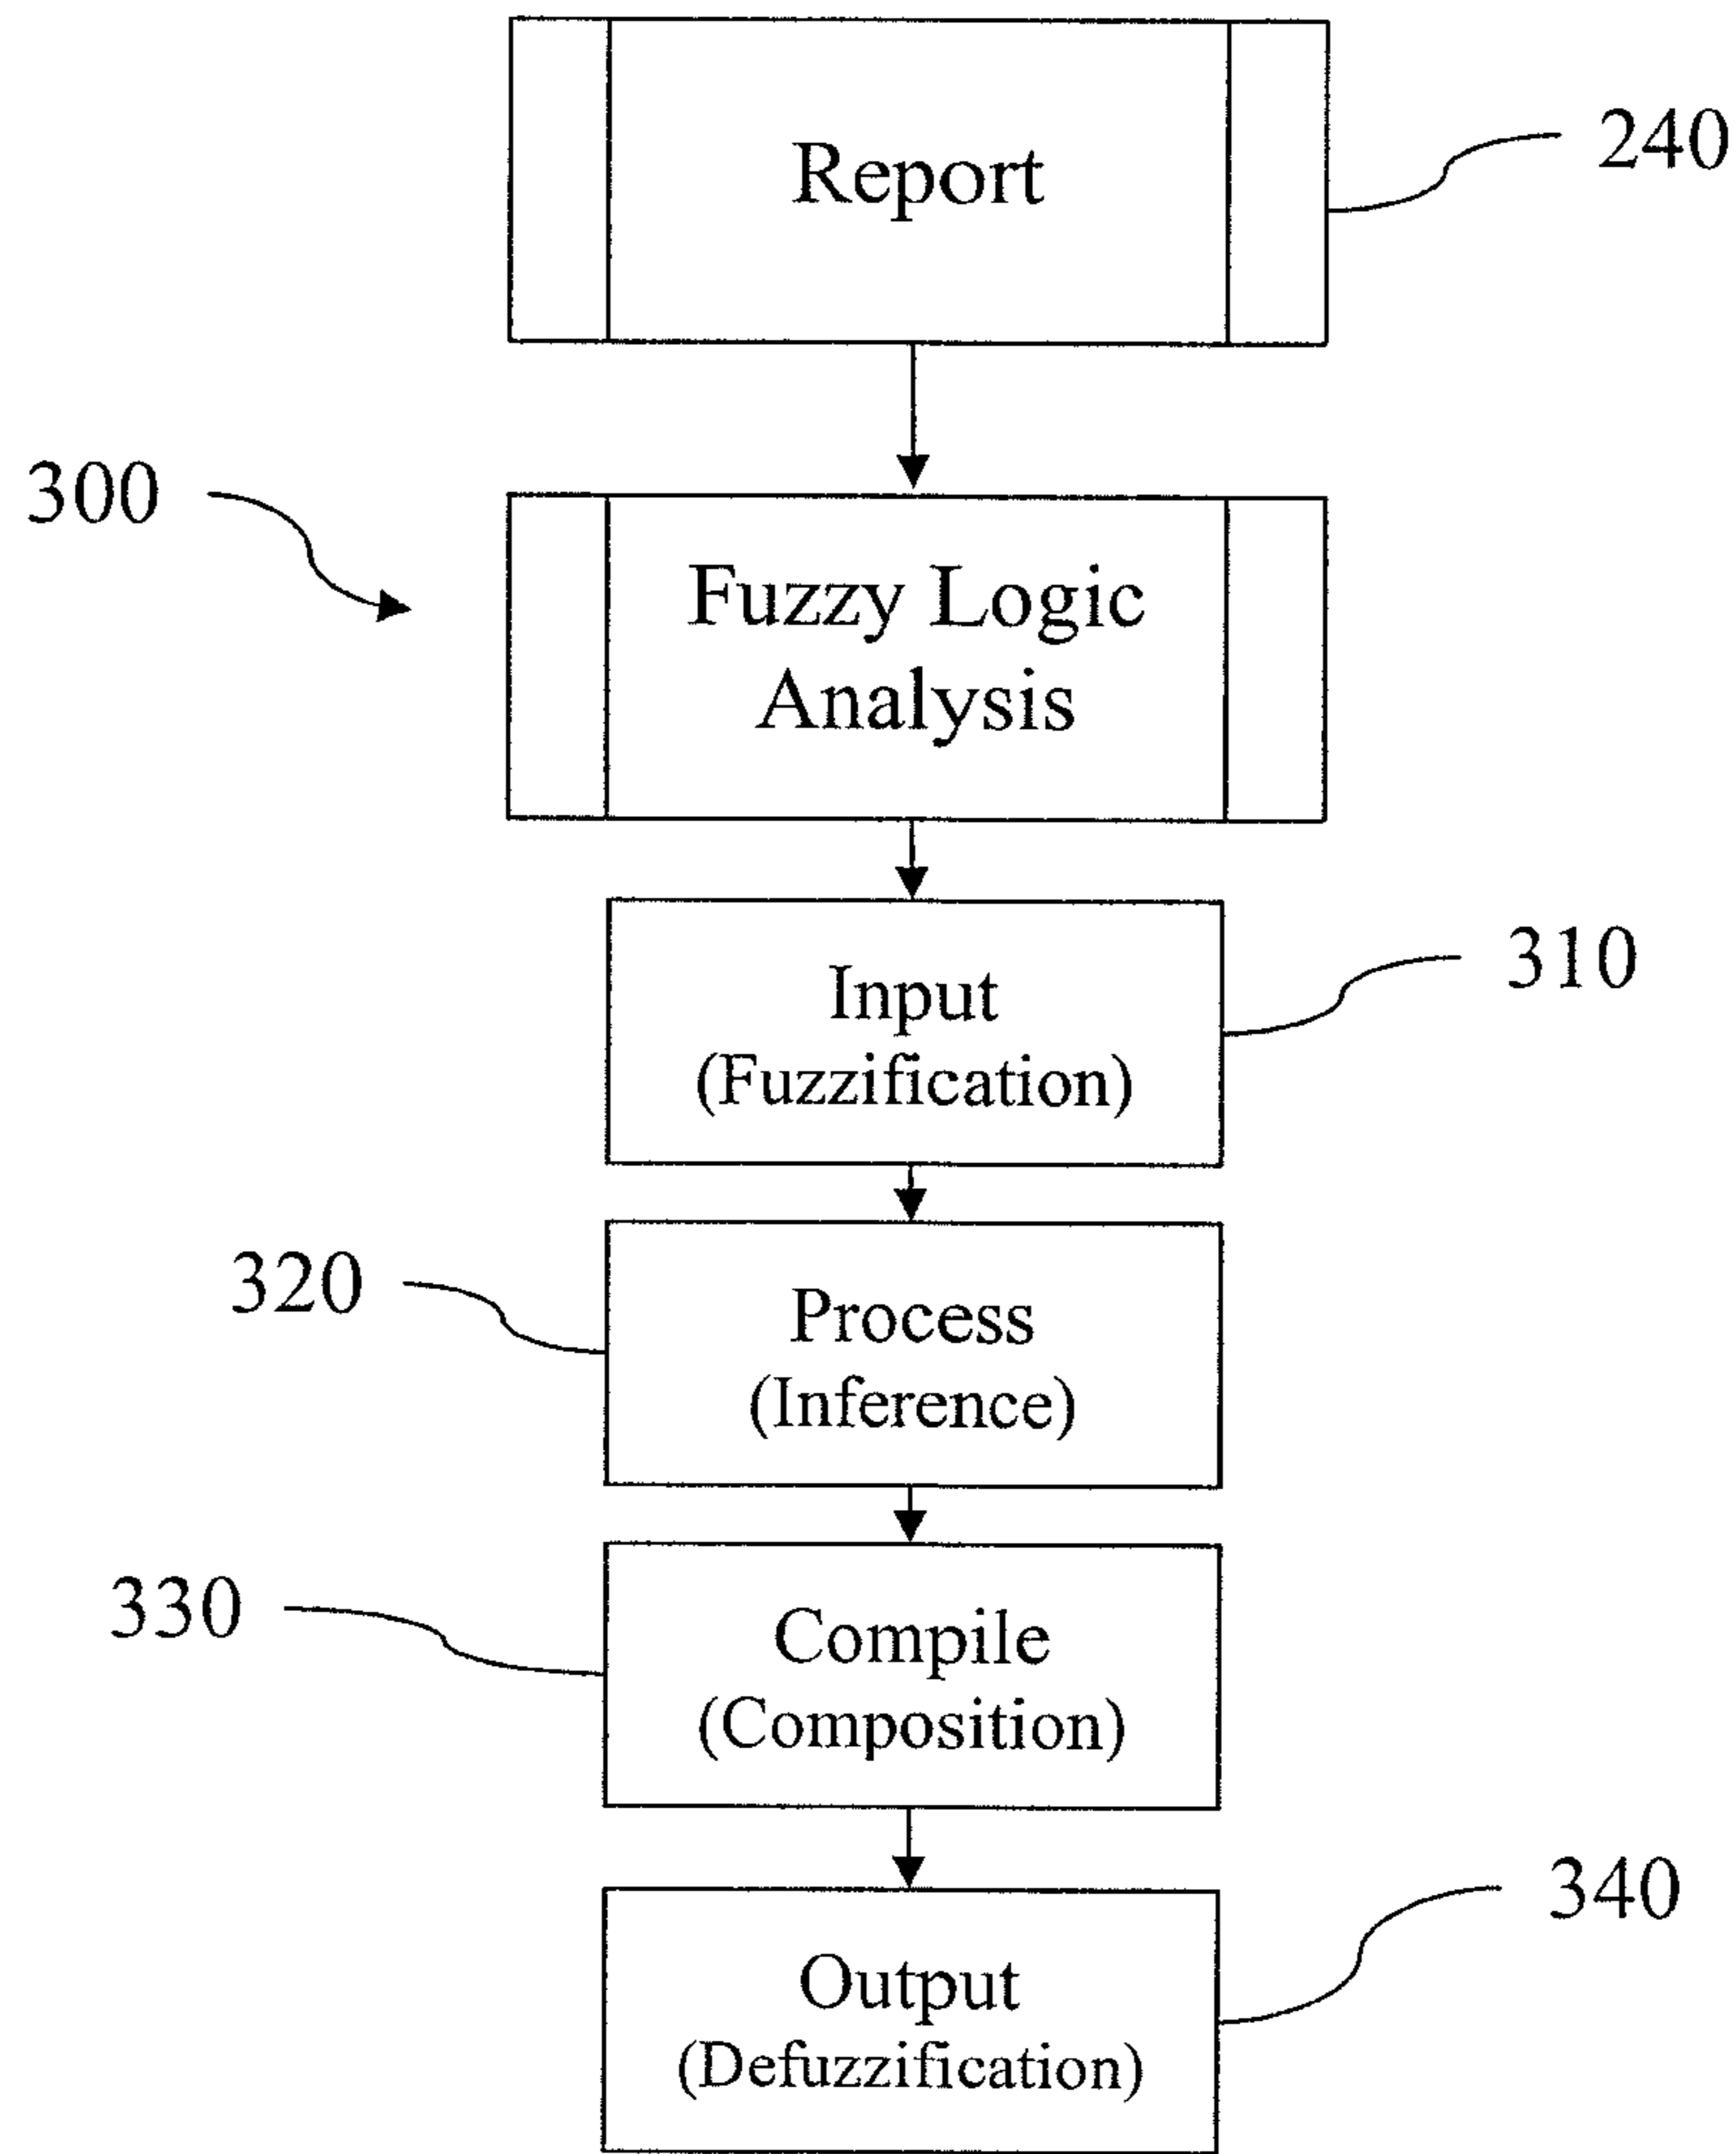 Report
240
300
Fuzzy Logic
Analysis
Input
(Fuzzification)
310
320
Process
(Inference)
330
Compile
(Composition)
340
Output
(Defuzzification)